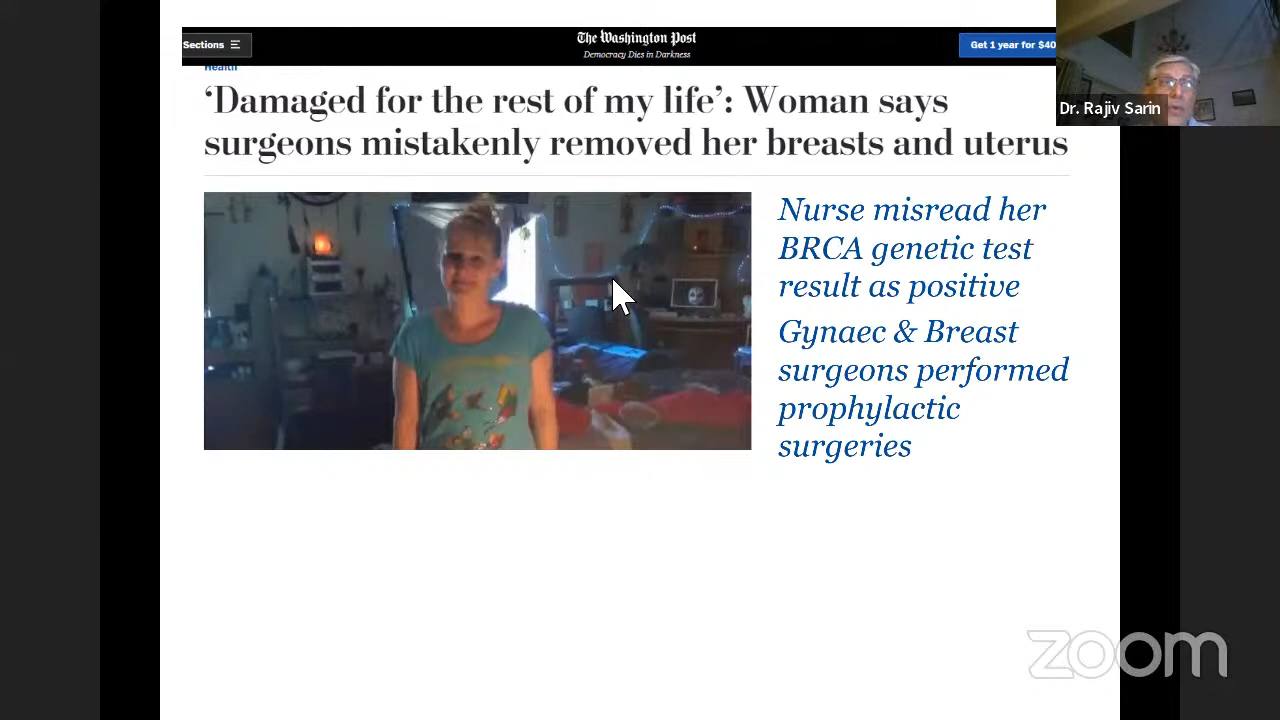 The Washington Post
Democracy Dies in Darkness
Sections
Get 1 year for $40
Health
Dr. Rajiv Sarin
‘Damaged for the rest of my life’: Woman says
surgeons mistakenly removed her breasts and uterus
Nurse misread her
BRCA genetic test
result as positive
Gynaec & Breast
surgeons performed
prophylactic
surgeries
zoom